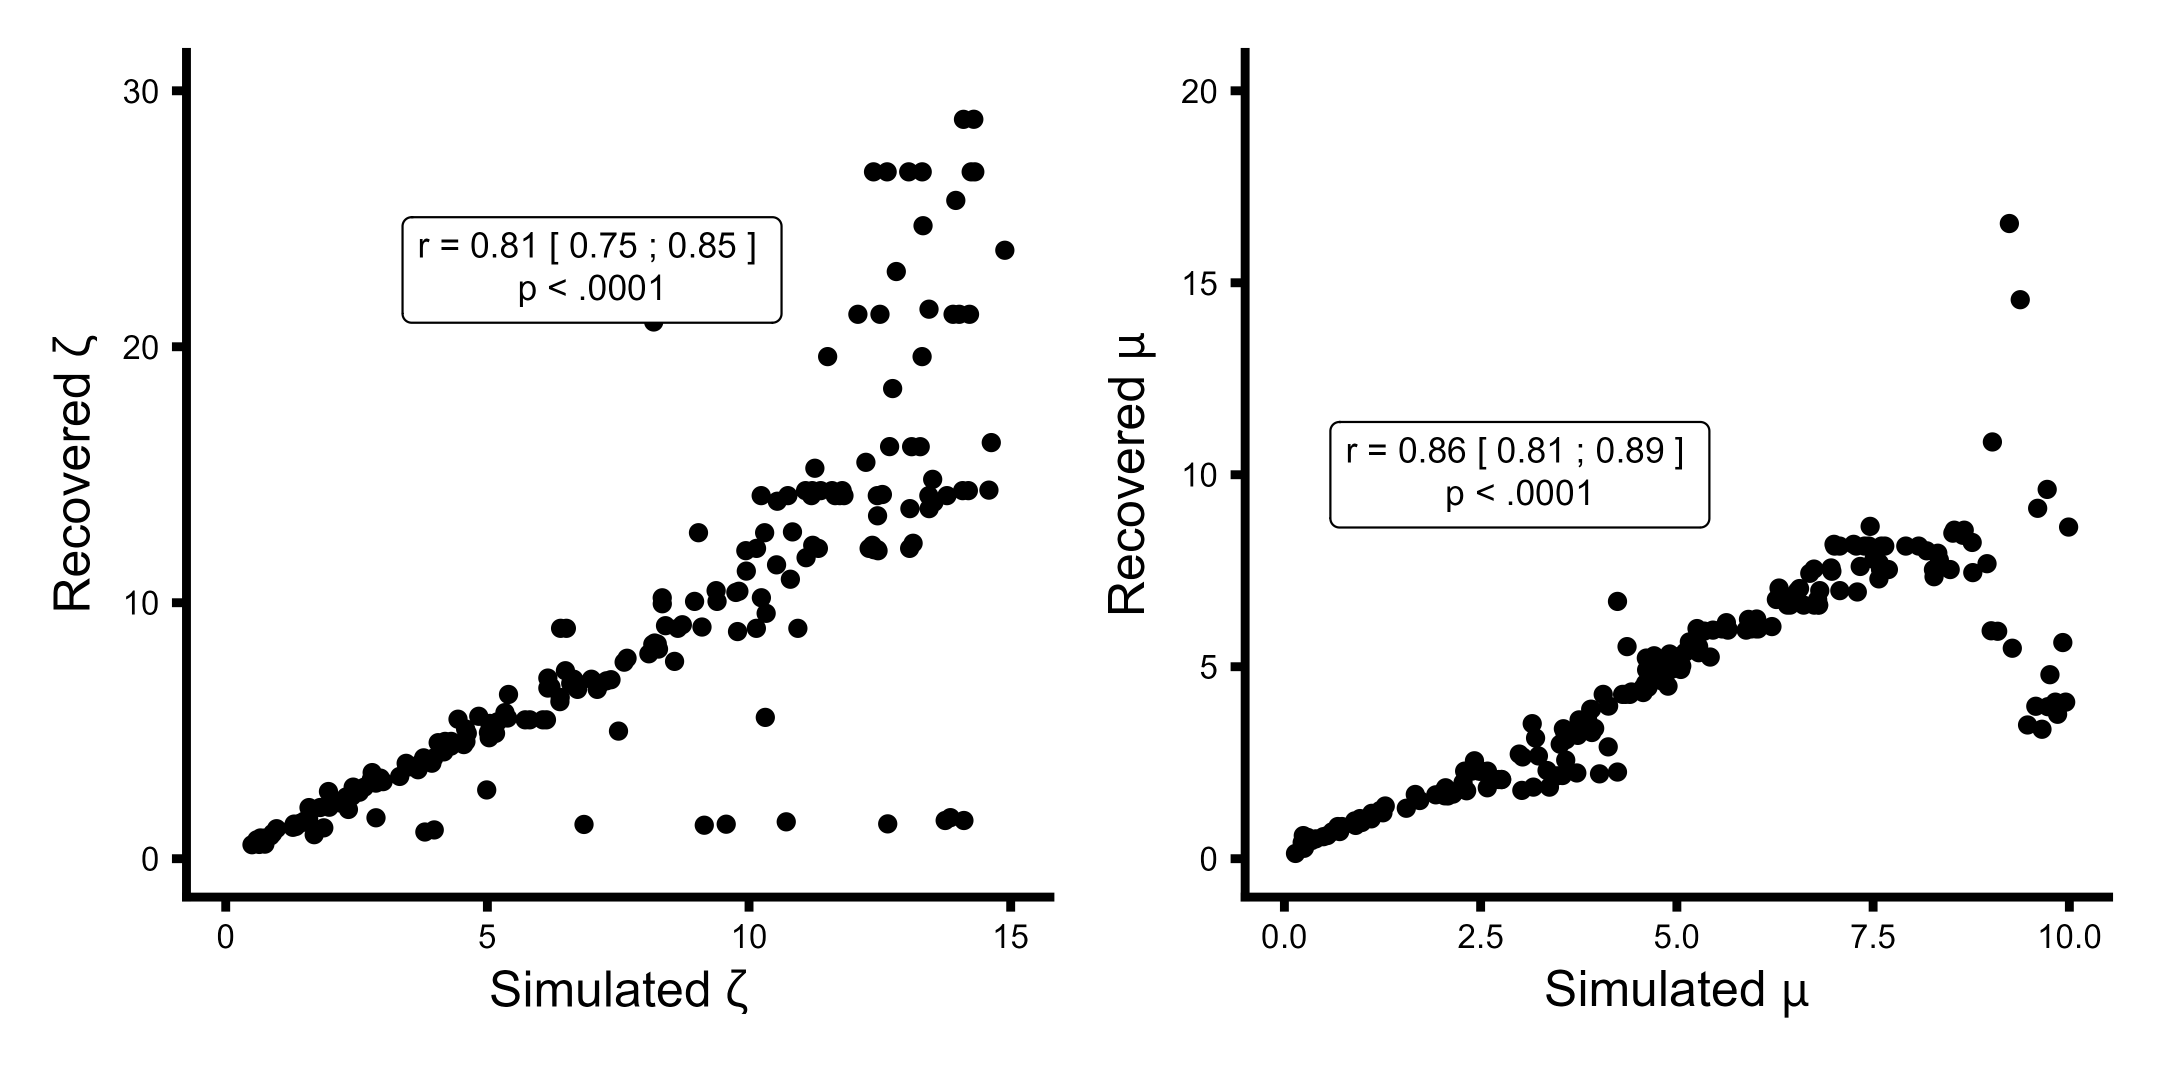 30
20
10
0
Recovered ζ
r = 0.81 [ 0.75 ; 0.85 ]
p < .0001
0 5 10 15
Simulated ζ
20
15
10
5
0
Recovered μ
r = 0.86 [ 0.81 ; 0.89 ]
p < .0001
0.0 2.5 5.0 7.5 10.0
Simulated μ